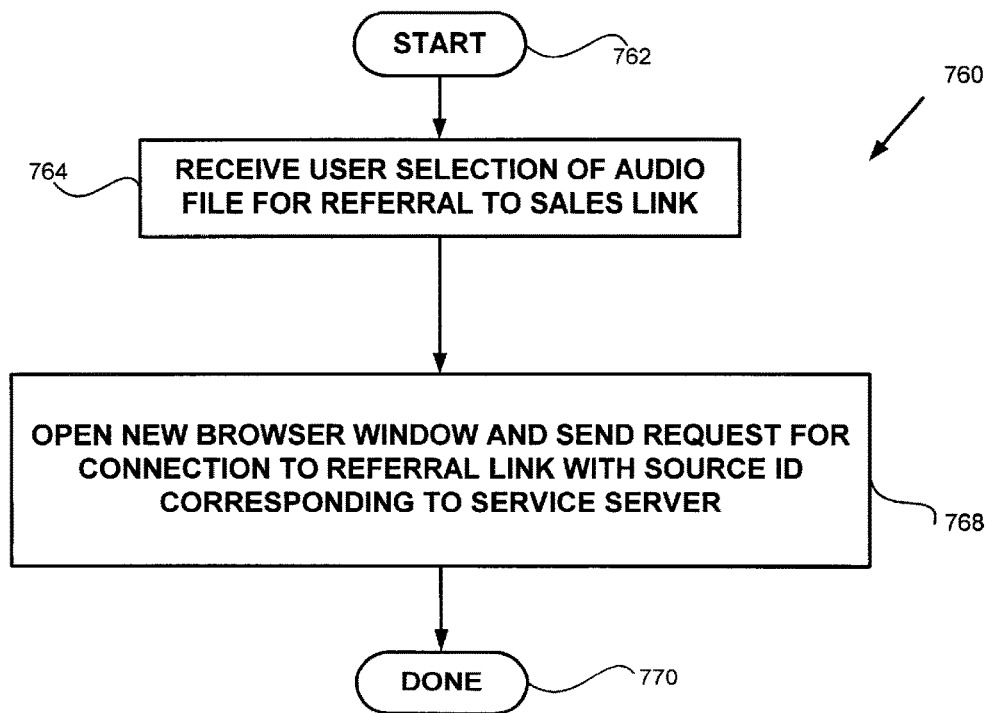 START
762
760
764
RECEIVE USER SELECTION OF AUDIO
FILE FOR REFERRAL TO SALES LINK
OPEN NEW BROWSER WINDOW AND SEND REQUEST FOR
CONNECTION TO REFERRAL LINK WITH SOURCE ID
CORRESPONDING TO SERVICE SERVER
768
DONE
770